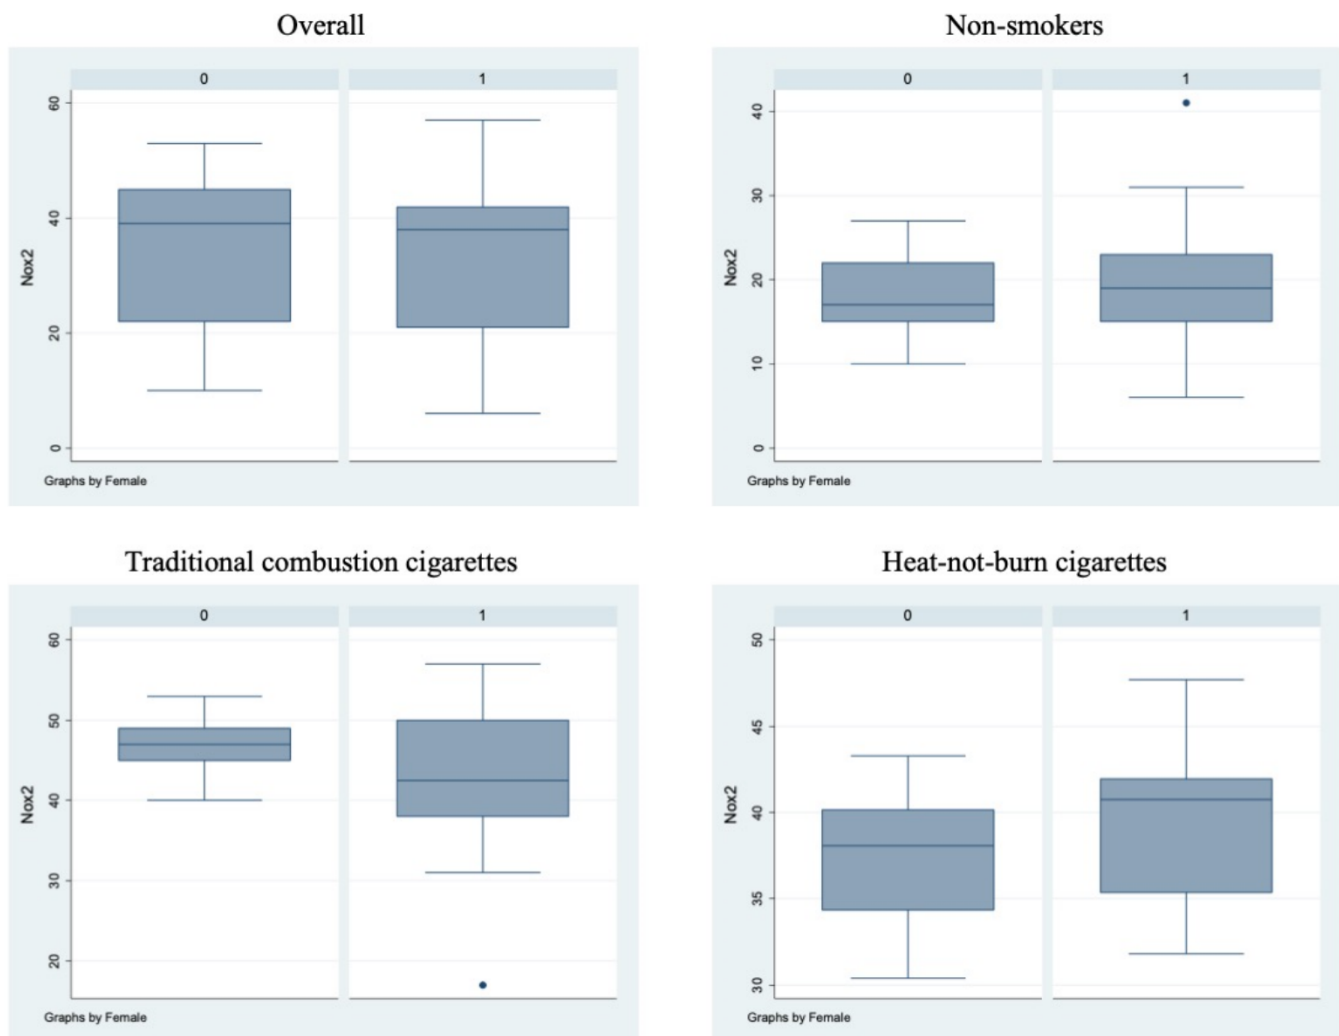 Overall
0 1
60
40
20
0
Nox2
Graphs by Female
Non-smokers
0 1
40
30
20
10
0
Nox2
Graphs by Female
Traditional combustion cigarettes
0 1
60
50
40
30
20
Nox2
Graphs by Female
Heat-not-burn cigarettes
0 1
50
45
40
35
30
Nox2
Graphs by Female